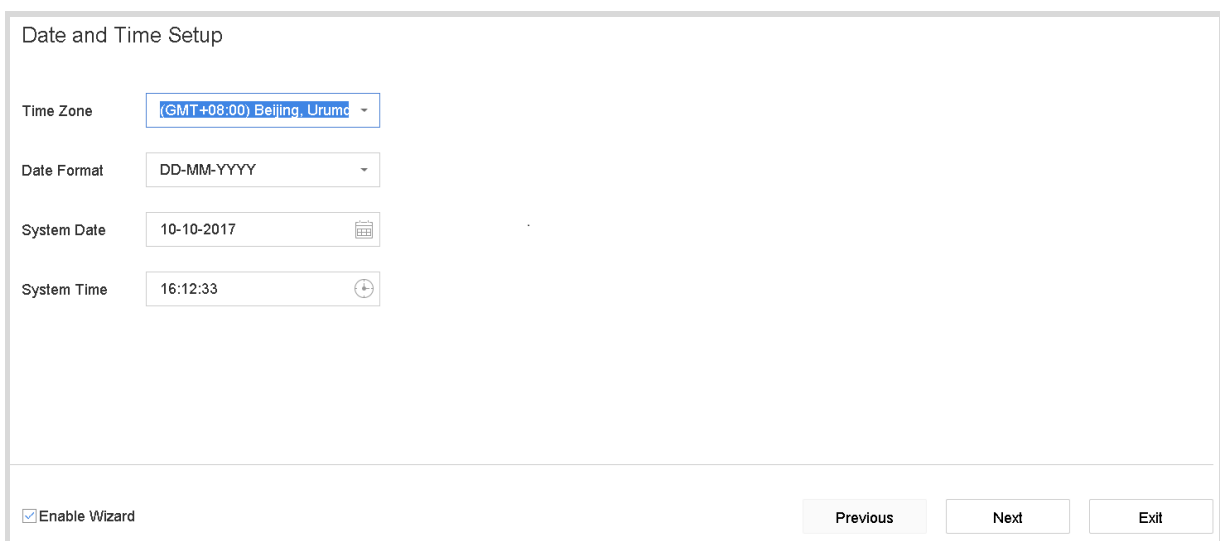 Date and Time Setup
Time Zone (GMT+08:00) Beijing, Urumc
Date Format DD-MM-YYYY
System Date 10-10-2017
System Time 16:12:33
Enable Wizard Previous Next Exit